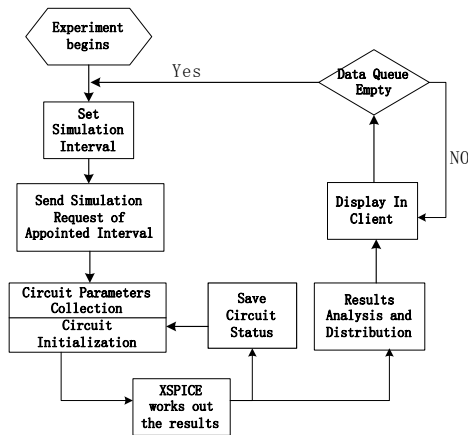 Experiment
begins
Yes
Data Queue
Empty
NO
Set
Simulation
Interval
Send Simulation
Request of
Appointed Interval
Display In
Client
Circuit Parameters
Collection
Circuit
Initialization
Save
Circuit
Status
Results
Analysis and
Distribution
XSPICE
works out
the results